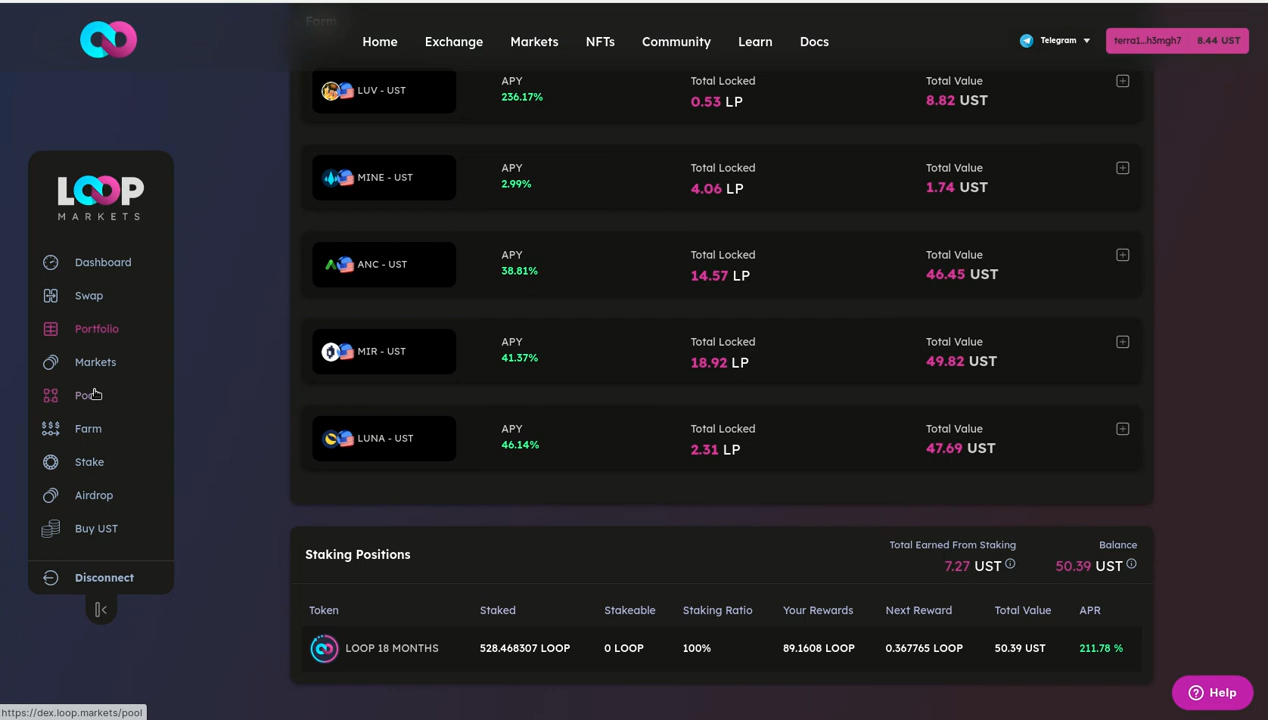 Farm
Home Exchange Markets NFTs Community Learn Docs
Telegram
terra1...h3mgh7 8.44 UST
LOOP
MARKETS
Dashboard
Swap
Portfolio
Markets
Farm
Stake
Airdrop
Buy UST
Disconnect
LUV - UST
APY
236.17%
Total Locked
0.53 LP
Total Value
8.82 UST
MINE - UST
APY
2.99%
Total Locked
4.06 LP
Total Value
1.74 UST
ANC - UST
APY
38.81%
Total Locked
14.57 LP
Total Value
46.45 UST
MIR - UST
APY
41.37%
Total Locked
18.92 LP
Total Value
49.82 UST
LUNA - UST
APY
46.14%
Total Locked
2.31 LP
Total Value
47.69 UST
Staking Positions
Total Earned From Staking
7.27 UST
Balance
50.39 UST
Token Staked Stakeable Staking Ratio Your Rewards Next Reward Total Value APR
LOOP 18 MONTHS 528.468307 LOOP 0 LOOP 100% 89.1608 LOOP 0.367765 LOOP 50.39 UST 211.78 %
Help
https://dex.loop.markets/pool